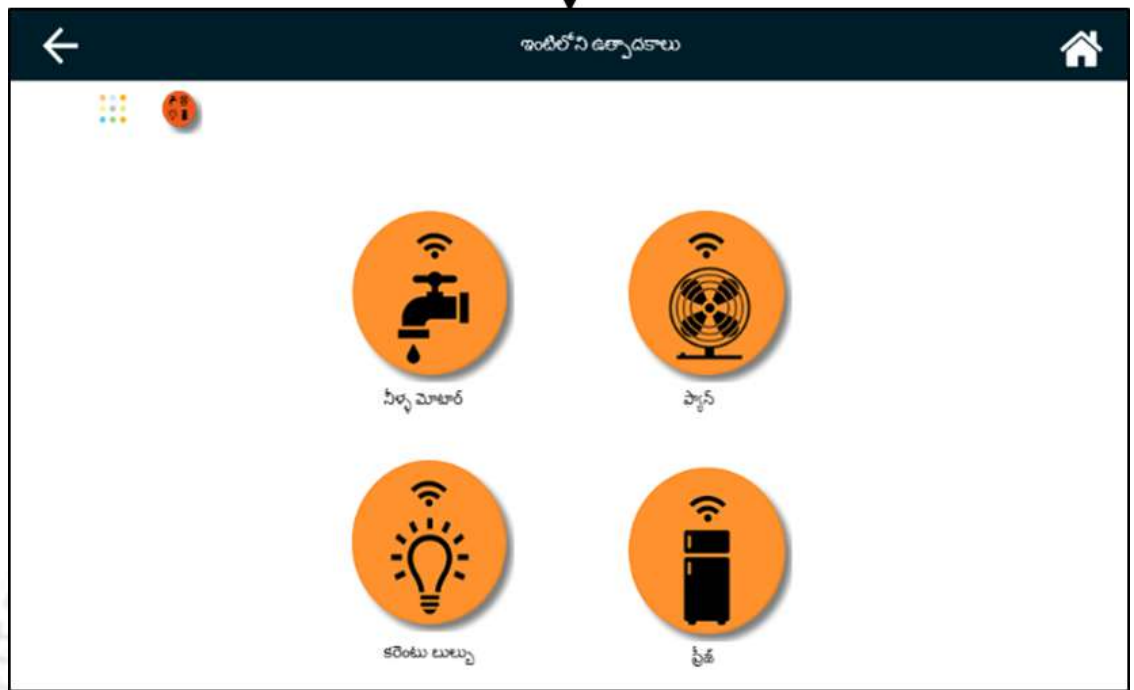 ఇంటిలోని ఉత్పాదకాలు
నీళ్ళ మోటార్
ఫ్యాన్
కరెంటు బుల్బు
ఫ్రీజ్